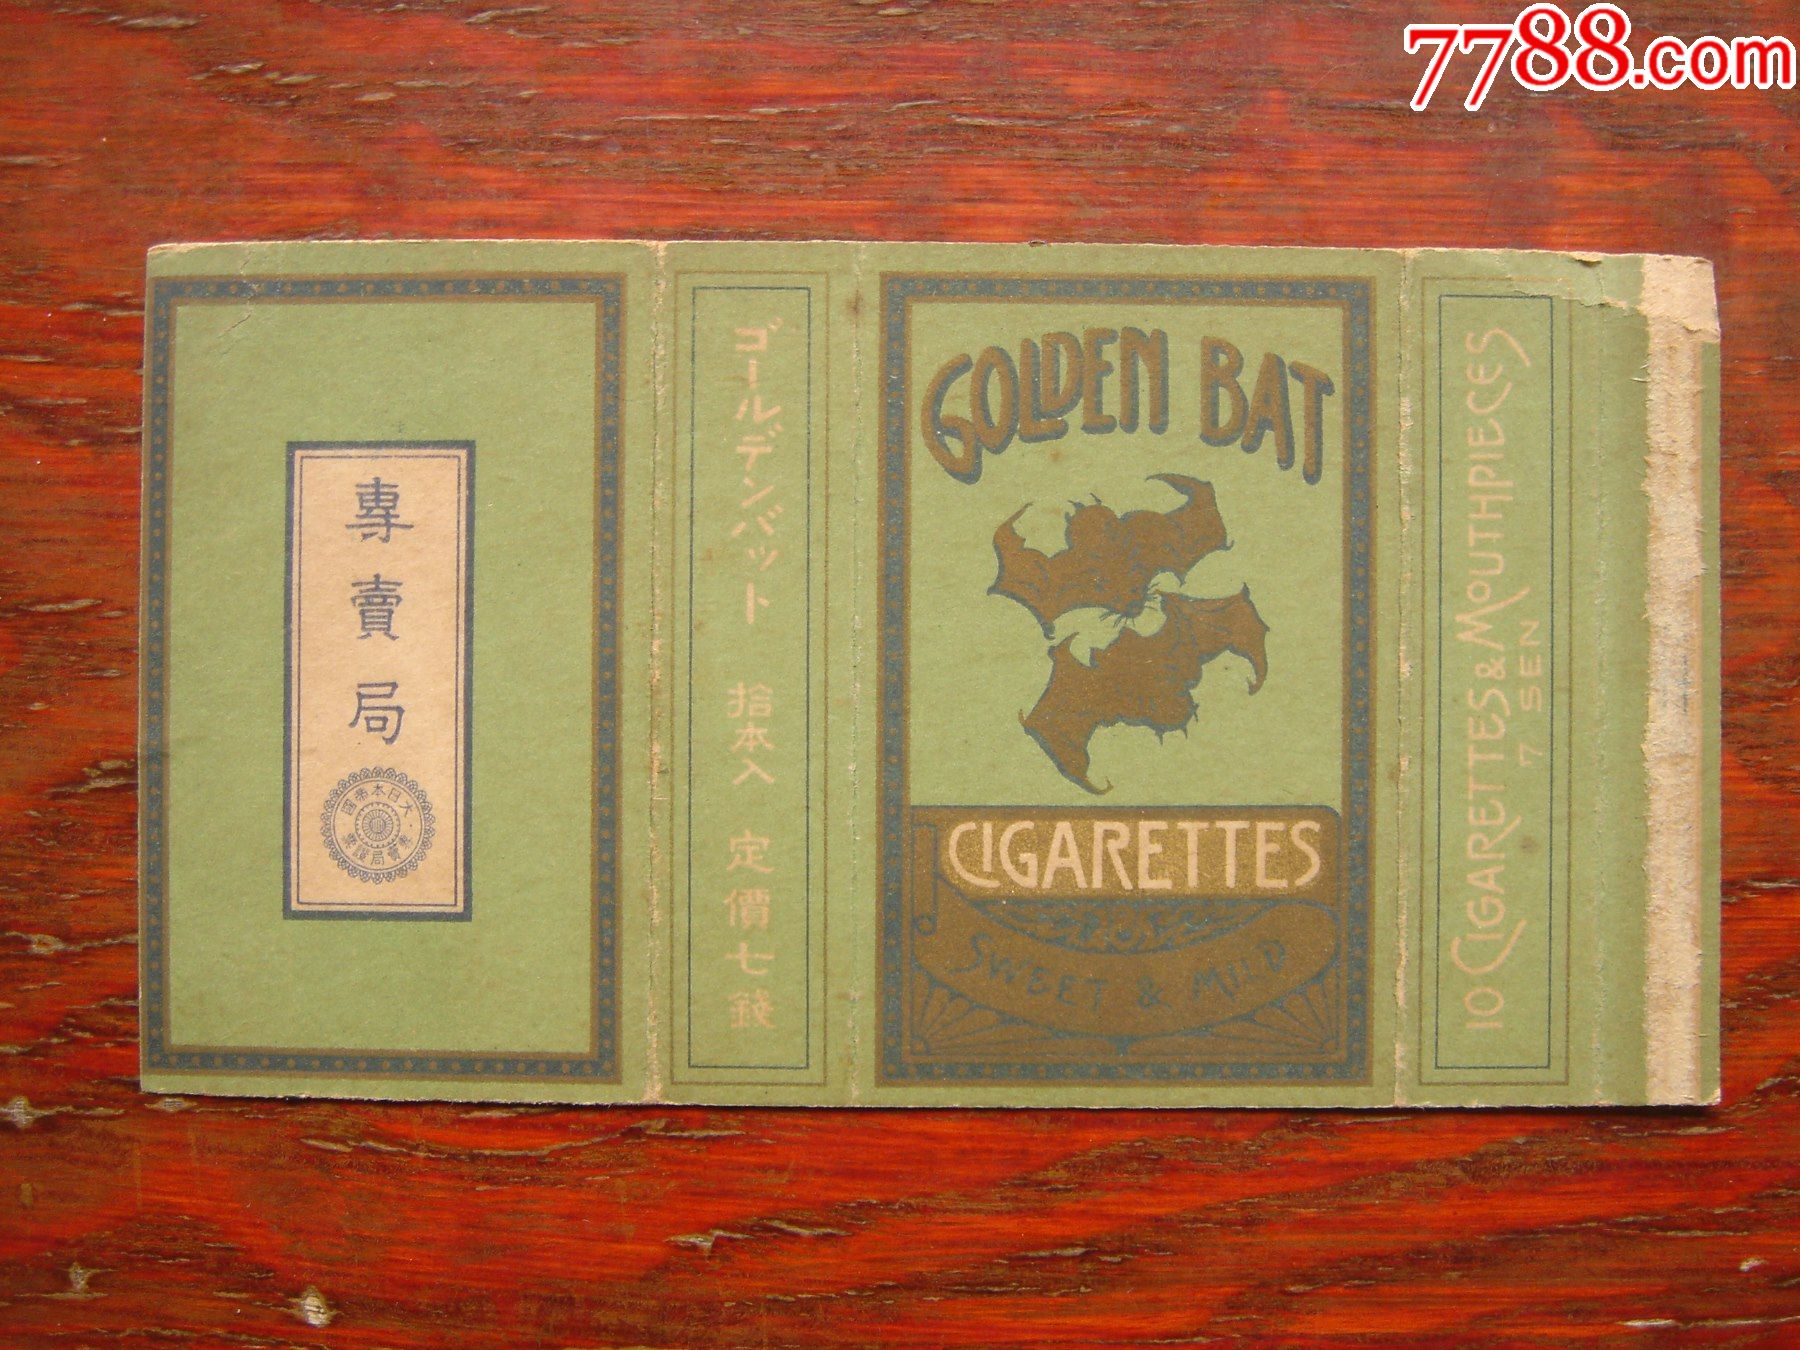 7788.com
專賣局
大日本帝國
專賣局證票
ゴールデンバット 拾本入 定價七錢
GOLDEN BAT
CIGARETTES
SWEET & MILD
10 CIGARETTES & MOUTHPIECES
7 SEN